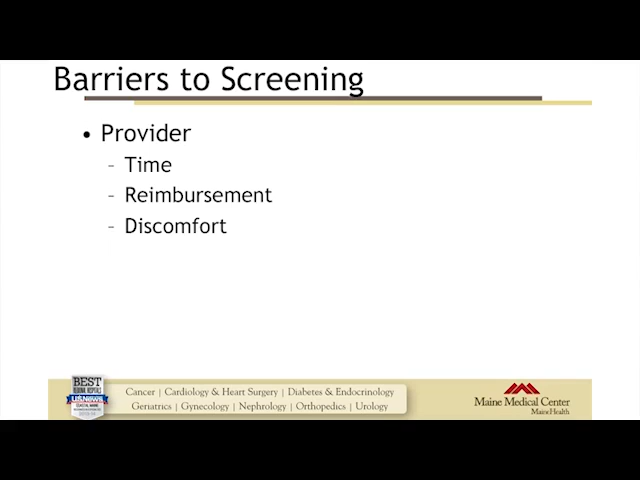 Barriers to Screening
• Provider
– Time
– Reimbursement
– Discomfort
BEST
REGIONAL HOSPITALS
U.S.News
Cancer | Cardiology & Heart Surgery | Diabetes & Endocrinology
Geriatrics | Gynecology | Nephrology | Orthopedics | Urology
Maine Medical Center
MaineHealth